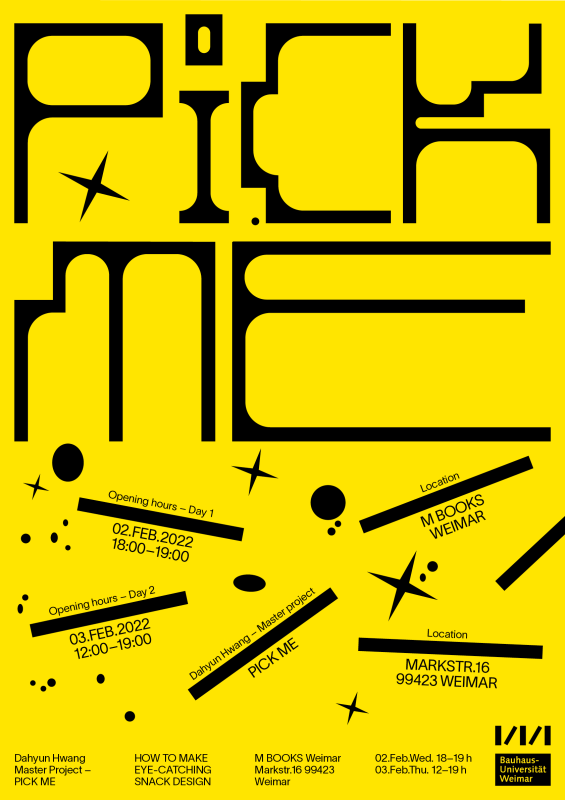 PiCK
ME
Opening hours – Day 1
02.FEB.2022
18:00–19:00
Location
M BOOKS
WEIMAR
Opening hours – Day 2
03.FEB.2022
12:00–19:00
Dahyun Hwang – Master project
PICK ME
Location
MARKSTR.16
99423 WEIMAR
Dahyun Hwang
Master Project –
PICK ME
HOW TO MAKE
EYE-CATCHING
SNACK DESIGN
M BOOKS Weimar
Markstr.16 99423
Weimar
02.Feb.Wed. 18–19 h
03.Feb.Thu. 12–19 h
Bauhaus-
Universität
Weimar